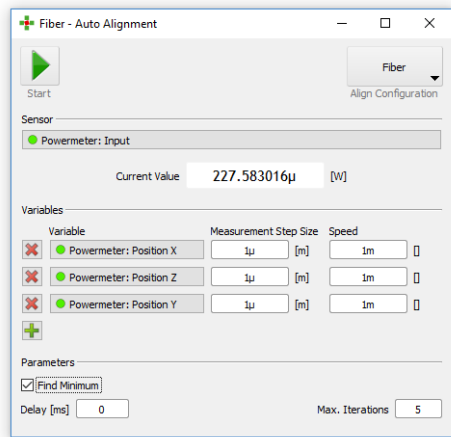 Fiber - Auto Alignment
Start
Fiber
Align Configuration
Sensor
Powermeter: Input
Current Value 227.583016µ [W]
Variables
Variable Measurement Step Size Speed
Powermeter: Position X 1µ [m] 1m []
Powermeter: Position Z 1µ [m] 1m []
Powermeter: Position Y 1µ [m] 1m []
Parameters
Find Minimum
Delay [ms] 0 Max. Iterations 5